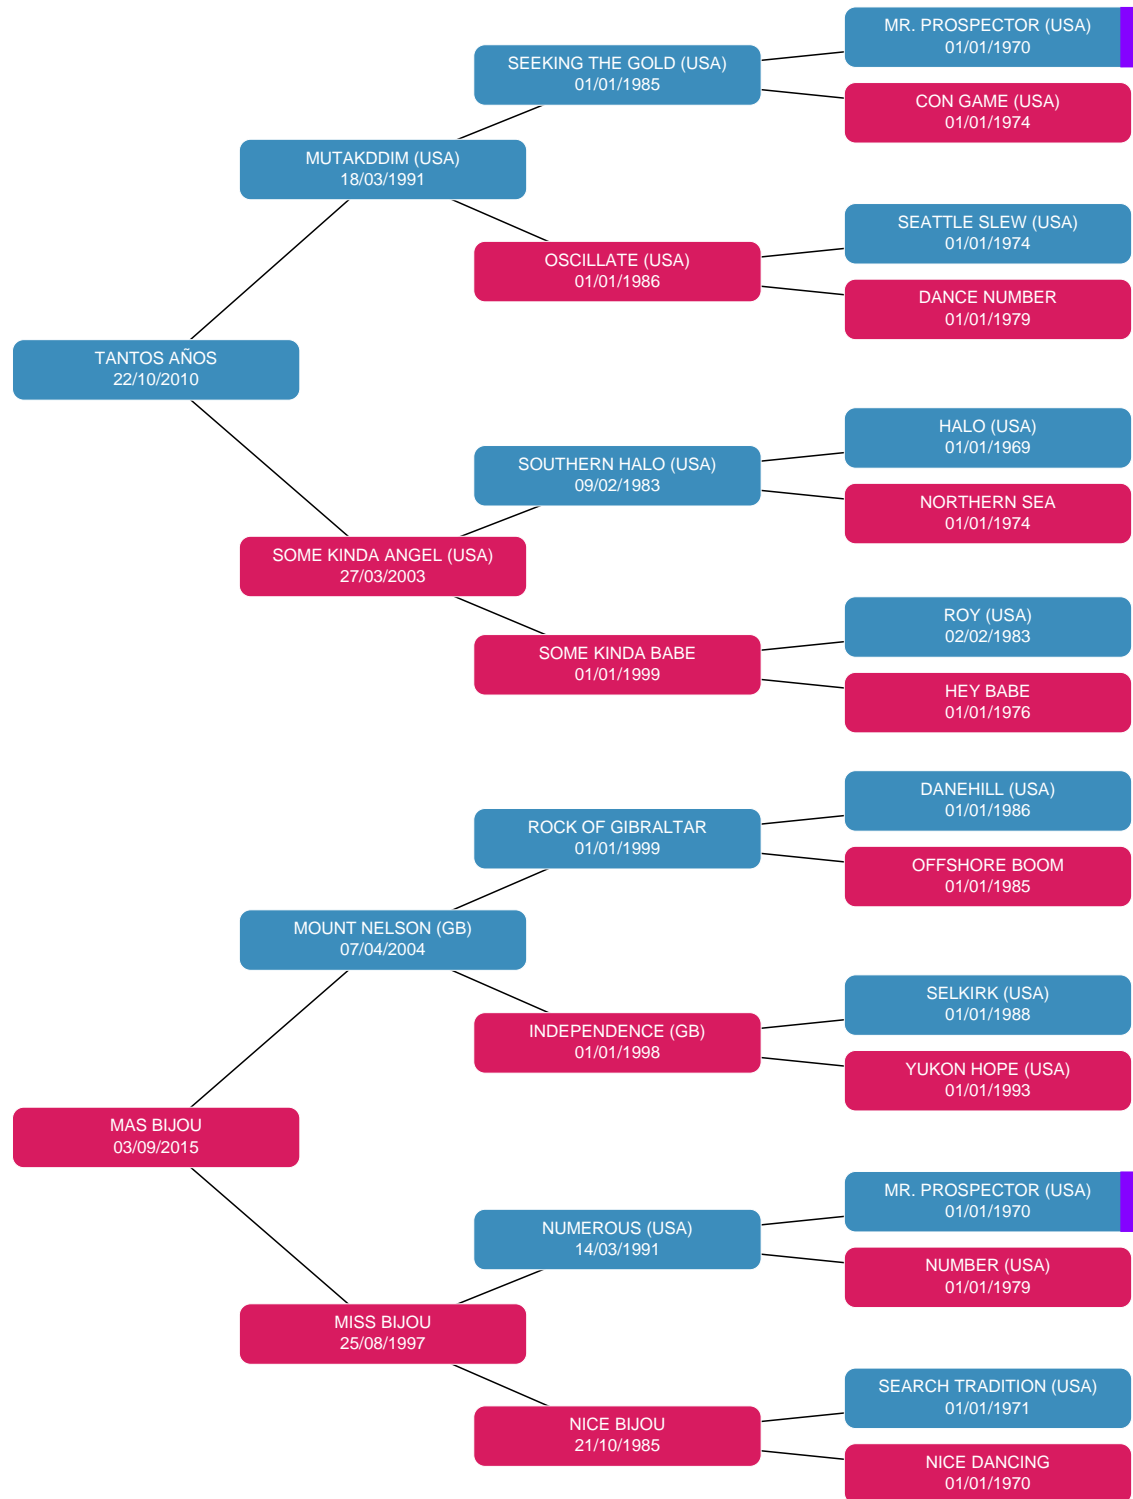 MR. PROSPECTOR (USA)
01/01/1970
SEEKING THE GOLD (USA)
01/01/1985
CON GAME (USA)
01/01/1974
MUTAKDDIM (USA)
18/03/1991
SEATTLE SLEW (USA)
01/01/1974
OSCILLATE (USA)
01/01/1986
DANCE NUMBER
01/01/1979
TANTOS AÑOS
22/10/2010
HALO (USA)
01/01/1969
SOUTHERN HALO (USA)
09/02/1983
NORTHERN SEA
01/01/1974
SOME KINDA ANGEL (USA)
27/03/2003
ROY (USA)
02/02/1983
SOME KINDA BABE
01/01/1999
HEY BABE
01/01/1976
DANEHILL (USA)
01/01/1986
ROCK OF GIBRALTAR
01/01/1999
OFFSHORE BOOM
01/01/1985
MOUNT NELSON (GB)
07/04/2004
SELKIRK (USA)
01/01/1988
INDEPENDENCE (GB)
01/01/1998
YUKON HOPE (USA)
01/01/1993
MAS BIJOU
03/09/2015
MR. PROSPECTOR (USA)
01/01/1970
NUMEROUS (USA)
14/03/1991
NUMBER (USA)
01/01/1979
MISS BIJOU
25/08/1997
SEARCH TRADITION (USA)
01/01/1971
NICE BIJOU
21/10/1985
NICE DANCING
01/01/1970